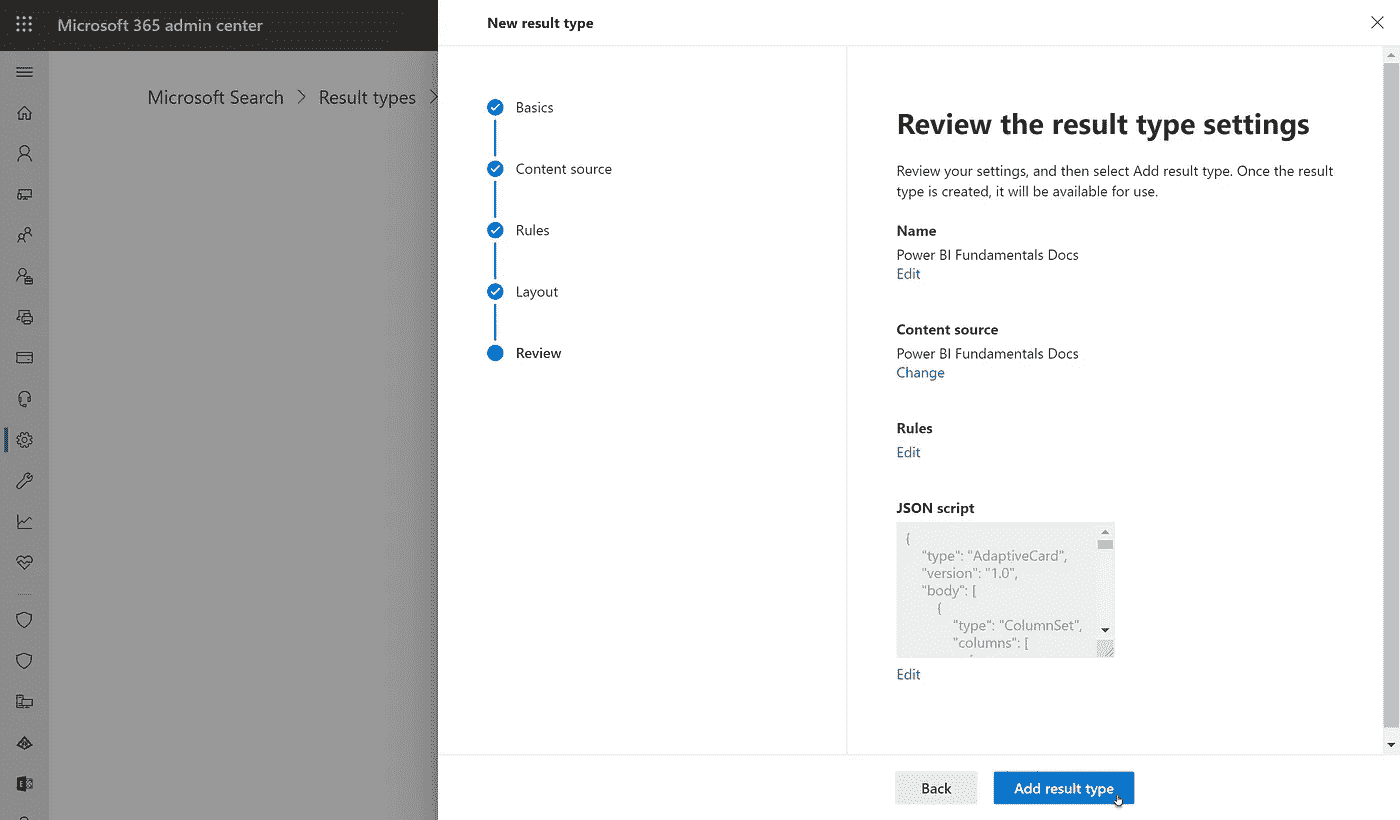 Microsoft 365 admin center
Microsoft Search > Result types >
New result type
Basics
Content source
Rules
Layout
Review
Review the result type settings
Review your settings, and then select Add result type. Once the result
type is created, it will be available for use.
Name
Power BI Fundamentals Docs
Edit
Content source
Power BI Fundamentals Docs
Change
Rules
Edit
JSON script
{
"type": "AdaptiveCard",
"version": "1.0",
"body": [
{
"type": "ColumnSet",
"columns": [
Edit
Back
Add result type